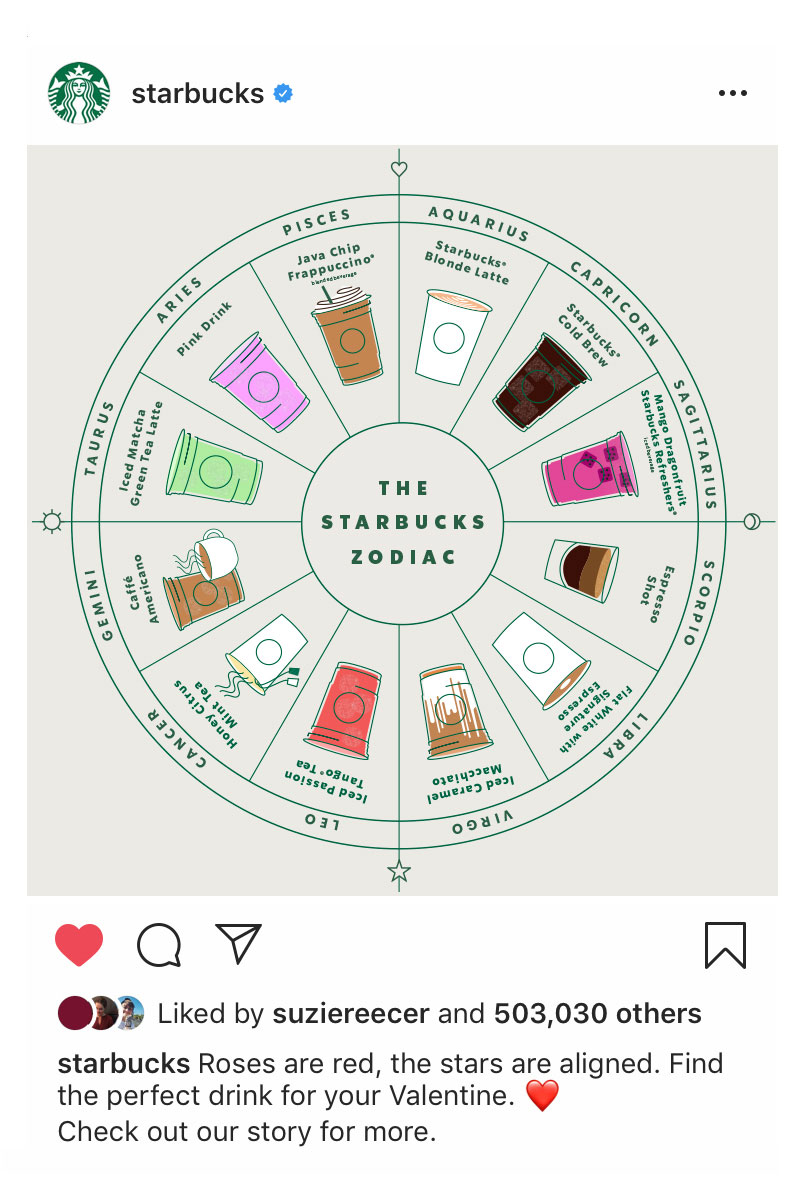 starbucks
PISCES
Java Chip
Frappuccino®
blended beverage
AQUARIUS
Starbucks®
Blonde Latte
CAPRICORN
Starbucks®
Cold Brew
SAGITTARIUS
Mango Dragonfruit
Starbucks Refreshers®
iced beverage
SCORPIO
Espresso
Shot
LIBRA
Flat White with
Signature
Espresso
VIRGO
Iced Caramel
Macchiato
LEO
Iced Passion
Tango® Tea
CANCER
Honey Citrus
Mint Tea
GEMINI
Caffé
Americano
TAURUS
Iced Matcha
Green Tea Latte
ARIES
Pink Drink
THE
STARBUCKS
ZODIAC
Liked by suziereecer and 503,030 others
starbucks Roses are red, the stars are aligned. Find
the perfect drink for your Valentine. ❤️
Check out our story for more.